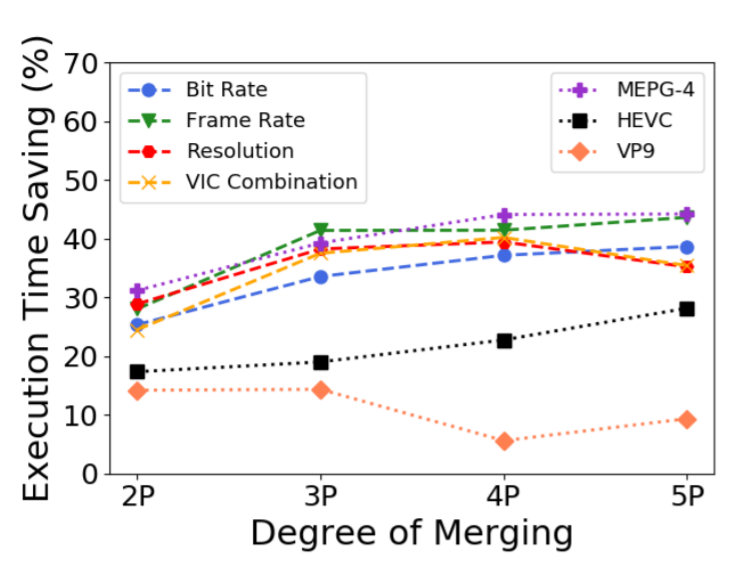 Execution Time Saving (%)
70
60
50
40
30
20
10
0
Bit Rate
Frame Rate
Resolution
VIC Combination
MEPG-4
HEVC
VP9
2P
3P
4P
5P
Degree of Merging